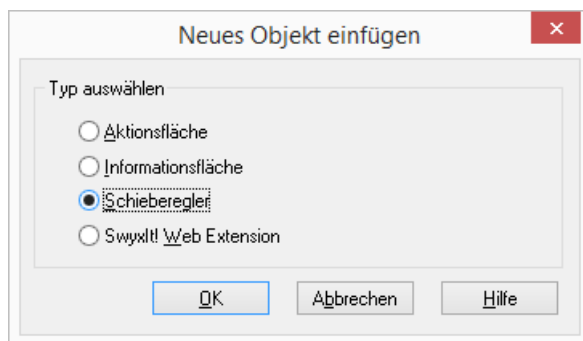 Neues Objekt einfügen
Typ auswählen
Aktionsfläche
Informationsfläche
Schieberegler
SwyxIt! Web Extension
OK Abbrechen Hilfe